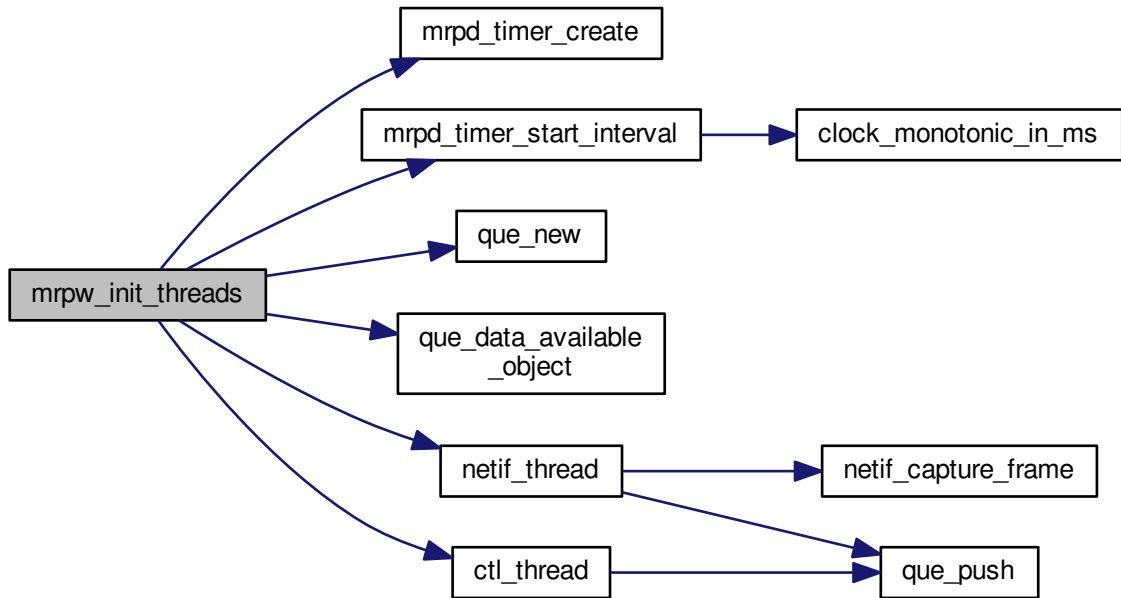 mrpd_timer_create
mrpd_timer_start_interval
clock_monotonic_in_ms
que_new
mrpw_init_threads
que_data_available
_object
netif_thread
netif_capture_frame
ctl_thread
que_push